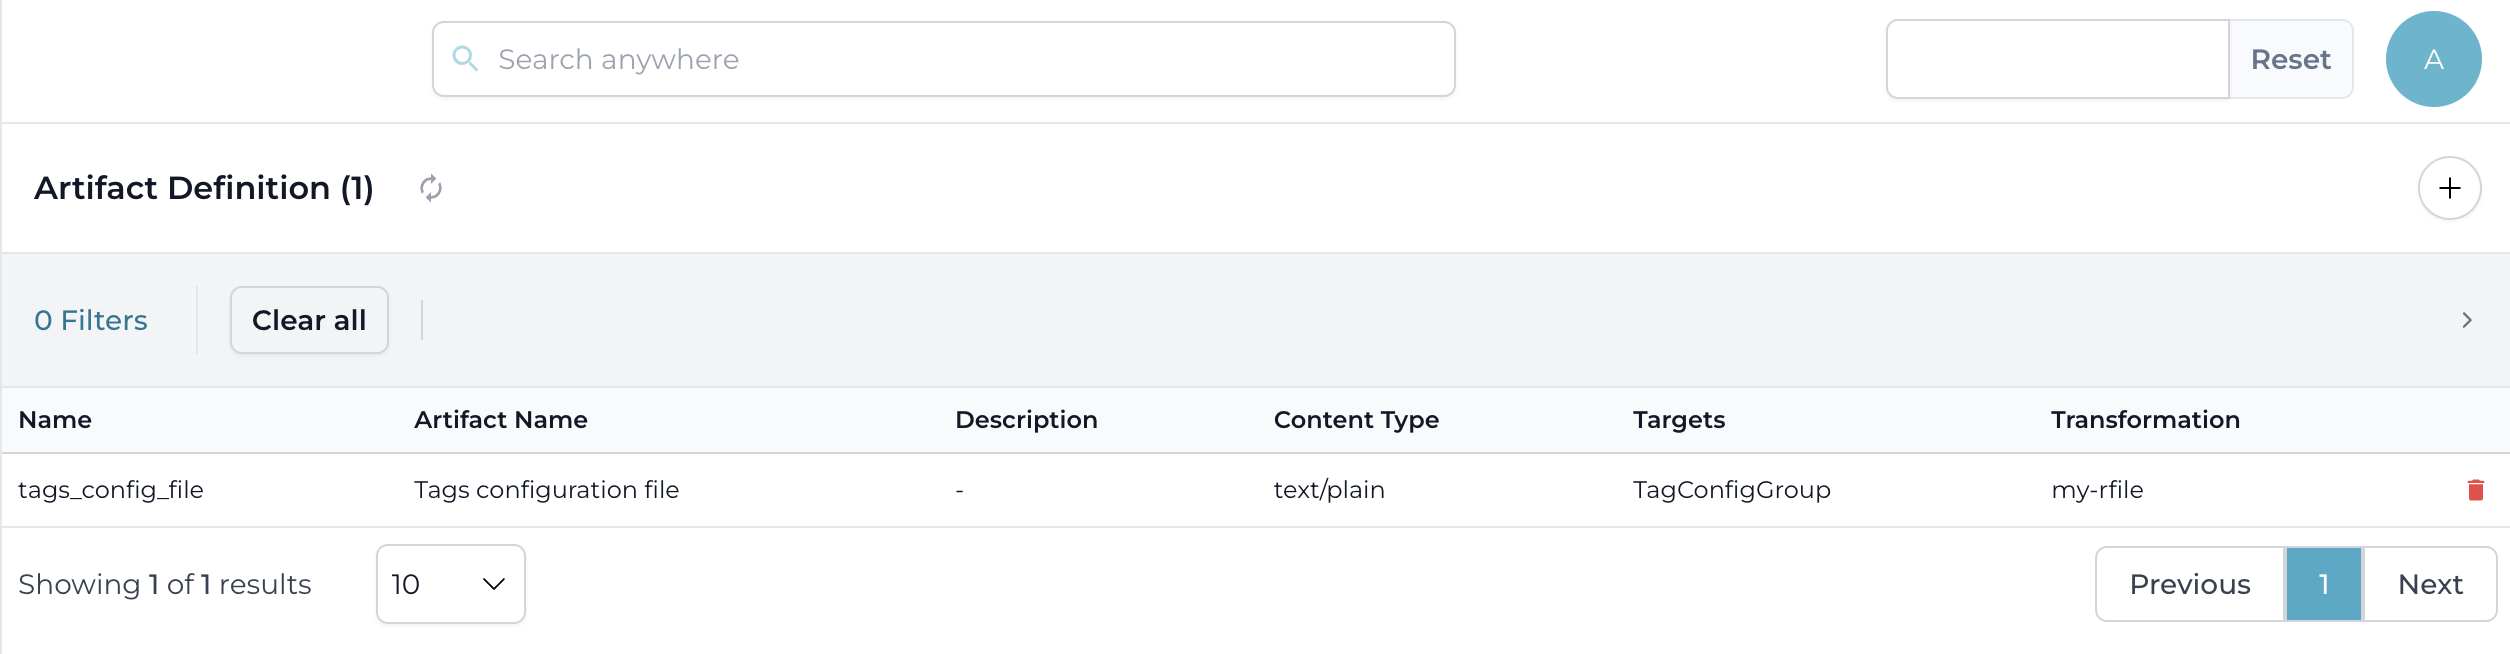 Search anywhere
Reset
A
Artifact Definition (1)
0 Filters
Clear all
Name Artifact Name Description Content Type Targets Transformation
tags_config_file Tags configuration file - text/plain TagConfigGroup my-rfile
Showing 1 of 1 results 10 Previous 1 Next